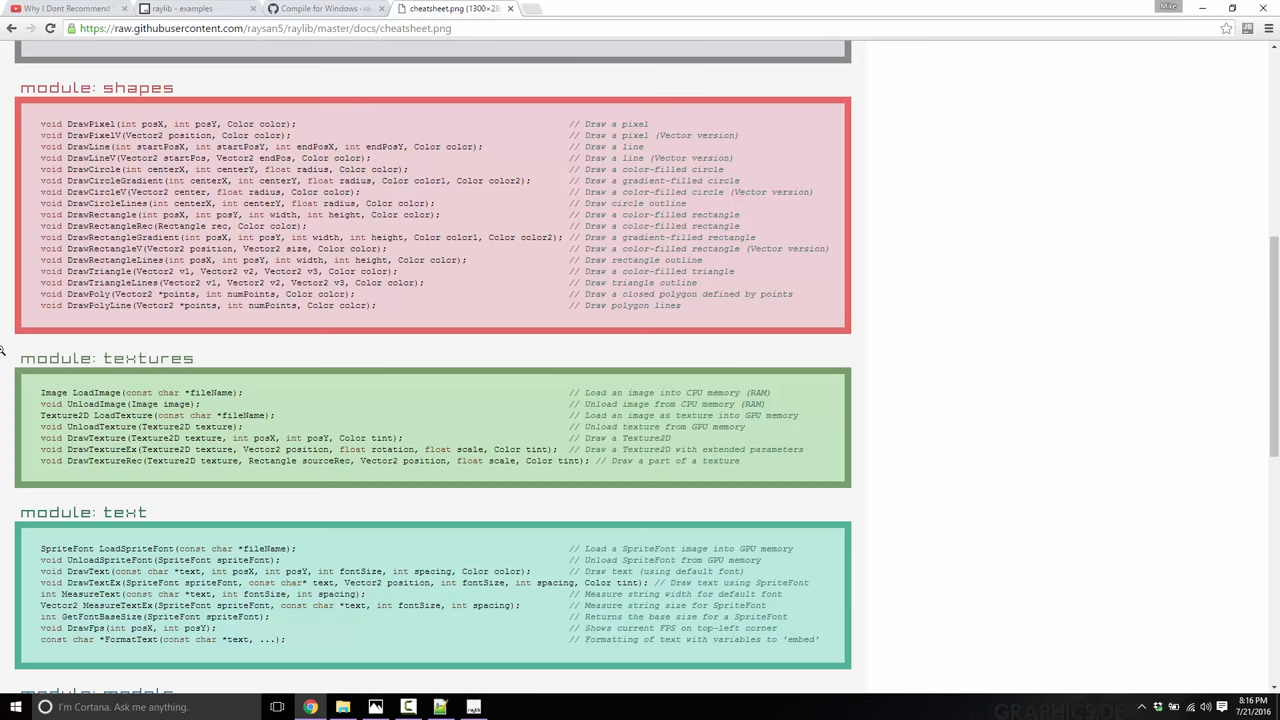 Why I Dont Recommend
raylib - examples
Compile for Windows · ra
cheatsheet.png (1300×28
Mike
https://raw.githubusercontent.com/raysan5/raylib/master/docs/cheatsheet.png
module: shapes
void DrawPixel(int posX, int posY, Color color); // Draw a pixel
void DrawPixelV(Vector2 position, Color color); // Draw a pixel (Vector version)
void DrawLine(int startPosX, int startPosY, int endPosX, int endPosY, Color color); // Draw a line
void DrawLineV(Vector2 startPos, Vector2 endPos, Color color); // Draw a line (Vector version)
void DrawCircle(int centerX, int centerY, float radius, Color color); // Draw a color-filled circle
void DrawCircleGradient(int centerX, int centerY, float radius, Color color1, Color color2); // Draw a gradient-filled circle
void DrawCircleV(Vector2 center, float radius, Color color); // Draw a color-filled circle (Vector version)
void DrawCircleLines(int centerX, int centerY, float radius, Color color); // Draw circle outline
void DrawRectangle(int posX, int posY, int width, int height, Color color); // Draw a color-filled rectangle
void DrawRectangleRec(Rectangle rec, Color color); // Draw a color-filled rectangle
void DrawRectangleGradient(int posX, int posY, int width, int height, Color color1, Color color2); // Draw a gradient-filled rectangle
void DrawRectangleV(Vector2 position, Vector2 size, Color color); // Draw a color-filled rectangle (Vector version)
void DrawRectangleLines(int posX, int posY, int width, int height, Color color); // Draw rectangle outline
void DrawTriangle(Vector2 v1, Vector2 v2, Vector2 v3, Color color); // Draw a color-filled triangle
void DrawTriangleLines(Vector2 v1, Vector2 v2, Vector2 v3, Color color); // Draw triangle outline
void DrawPoly(Vector2 *points, int numPoints, Color color); // Draw a closed polygon defined by points
void DrawPolyLine(Vector2 *points, int numPoints, Color color); // Draw polygon lines
module: textures
Image LoadImage(const char *fileName); // Load an image into CPU memory (RAM)
void UnloadImage(Image image); // Unload image from CPU memory (RAM)
Texture2D LoadTexture(const char *fileName); // Load an image as texture into GPU memory
void UnloadTexture(Texture2D texture); // Unload texture from GPU memory
void DrawTexture(Texture2D texture, int posX, int posY, Color tint); // Draw a Texture2D
void DrawTextureEx(Texture2D texture, Vector2 position, float rotation, float scale, Color tint); // Draw a Texture2D with extended parameters
void DrawTextureRec(Texture2D texture, Rectangle sourceRec, Vector2 position, float scale, Color tint); // Draw a part of a texture
module: text
SpriteFont LoadSpriteFont(const char *fileName); // Load a SpriteFont image into GPU memory
void UnloadSpriteFont(SpriteFont spriteFont); // Unload SpriteFont from GPU memory
void DrawText(const char *text, int posX, int posY, int fontSize, int spacing, Color color); // Draw text (using default font)
void DrawTextEx(SpriteFont spriteFont, const char* text, Vector2 position, int fontSize, int spacing, Color tint); // Draw text using SpriteFont
int MeasureText(const char *text, int fontSize, int spacing); // Measure string width for default font
Vector2 MeasureTextEx(SpriteFont spriteFont, const char *text, int fontSize, int spacing); // Measure string size for SpriteFont
int GetFontBaseSize(SpriteFont spriteFont); // Returns the base size for a SpriteFont
void DrawFps(int posX, int posY); // Shows current FPS on top-left corner
const char *FormatText(const char *text, ...); // Formatting of text with variables to 'embed'
module: models
I'm Cortana. Ask me anything.
raylib
8:16 PM
7/21/2016